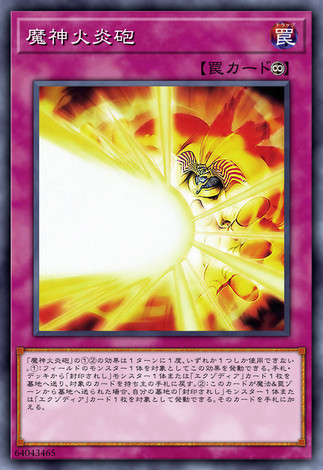 魔神火炎砲
罠
トラップ
【罠カード】
「魔神火炎砲」の①②の効果は１ターンに１度、いずれか１つしか使用できない
。①：フィールドのモンスター１体を対象としてこの効果を発動できる。手札・
デッキから「封印されし」モンスター１体または「エクゾディア」カード１枚を
墓地へ送り、対象のカードを持ち主の手札に戻す。②：このカードが魔法＆罠ゾ
ーンから墓地へ送られた場合、自分の墓地の「封印されし」モンスター１体また
は「エクゾディア」カード１枚を対象として発動できる。そのカードを手札に加
える。
64043465